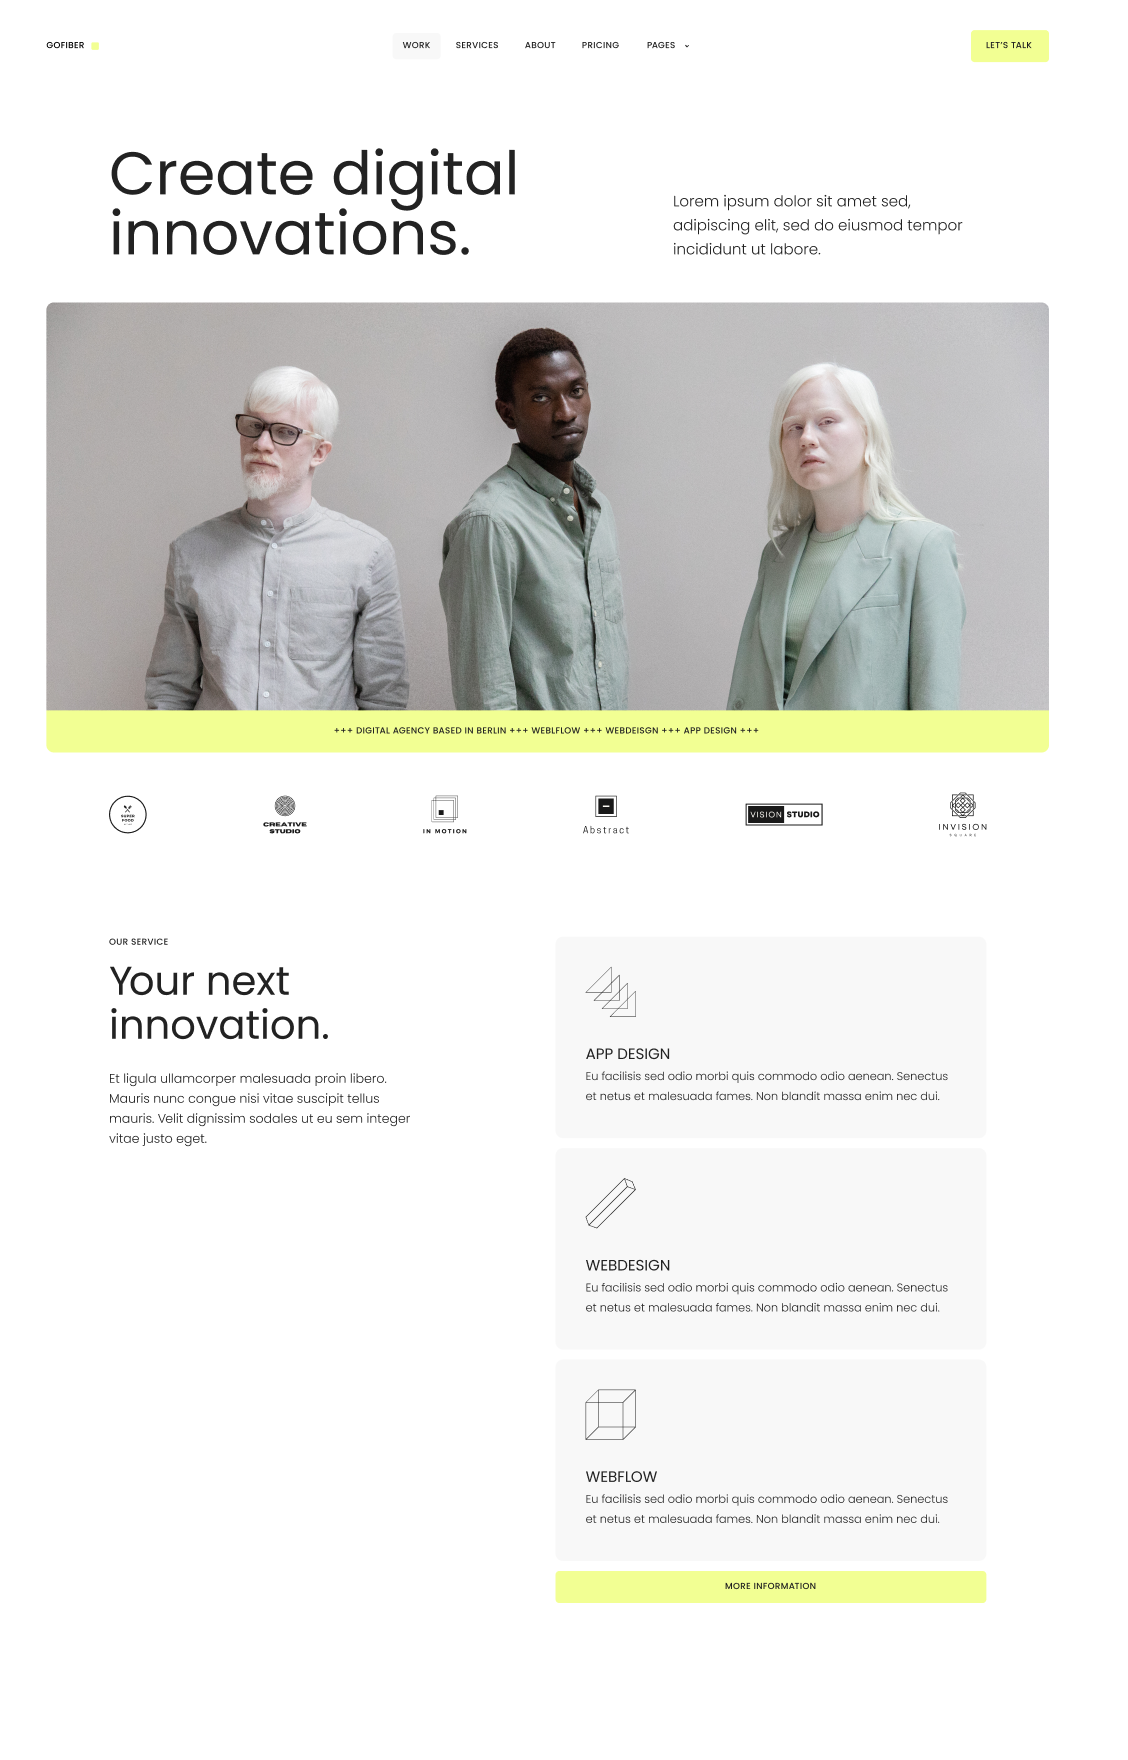 GOFIBER
WORK
SERVICES
ABOUT
PRICING
PAGES
LET'S TALK
Create digital
innovations.
Lorem ipsum dolor sit amet sed,
adipiscing elit, sed do eiusmod tempor
incididunt ut labore.
+++ DIGITAL AGENCY BASED IN BERLIN +++ WEBLFLOW +++ WEBDEISGN +++ APP DESIGN +++
SUPER
FOOD
CREATIVE
STUDIO
IN MOTION
Abstract
VISION STUDIO
INVISION
SQUARE
OUR SERVICE
Your next
innovation.
Et ligula ullamcorper malesuada proin libero.
Mauris nunc congue nisi vitae suscipit tellus
mauris. Velit dignissim sodales ut eu sem integer
vitae justo eget.
APP DESIGN
Eu facilisis sed odio morbi quis commodo odio aenean. Senectus
et netus et malesuada fames. Non blandit massa enim nec dui.
WEBDESIGN
Eu facilisis sed odio morbi quis commodo odio aenean. Senectus
et netus et malesuada fames. Non blandit massa enim nec dui.
WEBFLOW
Eu facilisis sed odio morbi quis commodo odio aenean. Senectus
et netus et malesuada fames. Non blandit massa enim nec dui.
MORE INFORMATION